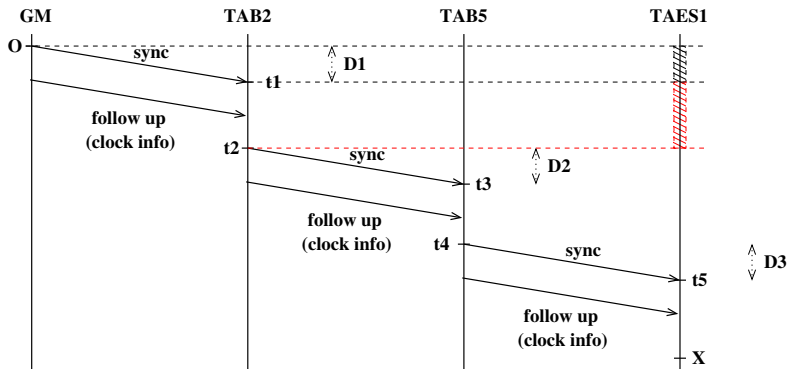 GM TAB2 TAB5 TAES1
O
sync
D1
t1
follow up
(clock info)
t2
sync
D2
t3
follow up
(clock info)
t4
sync
D3
t5
follow up
(clock info)
X